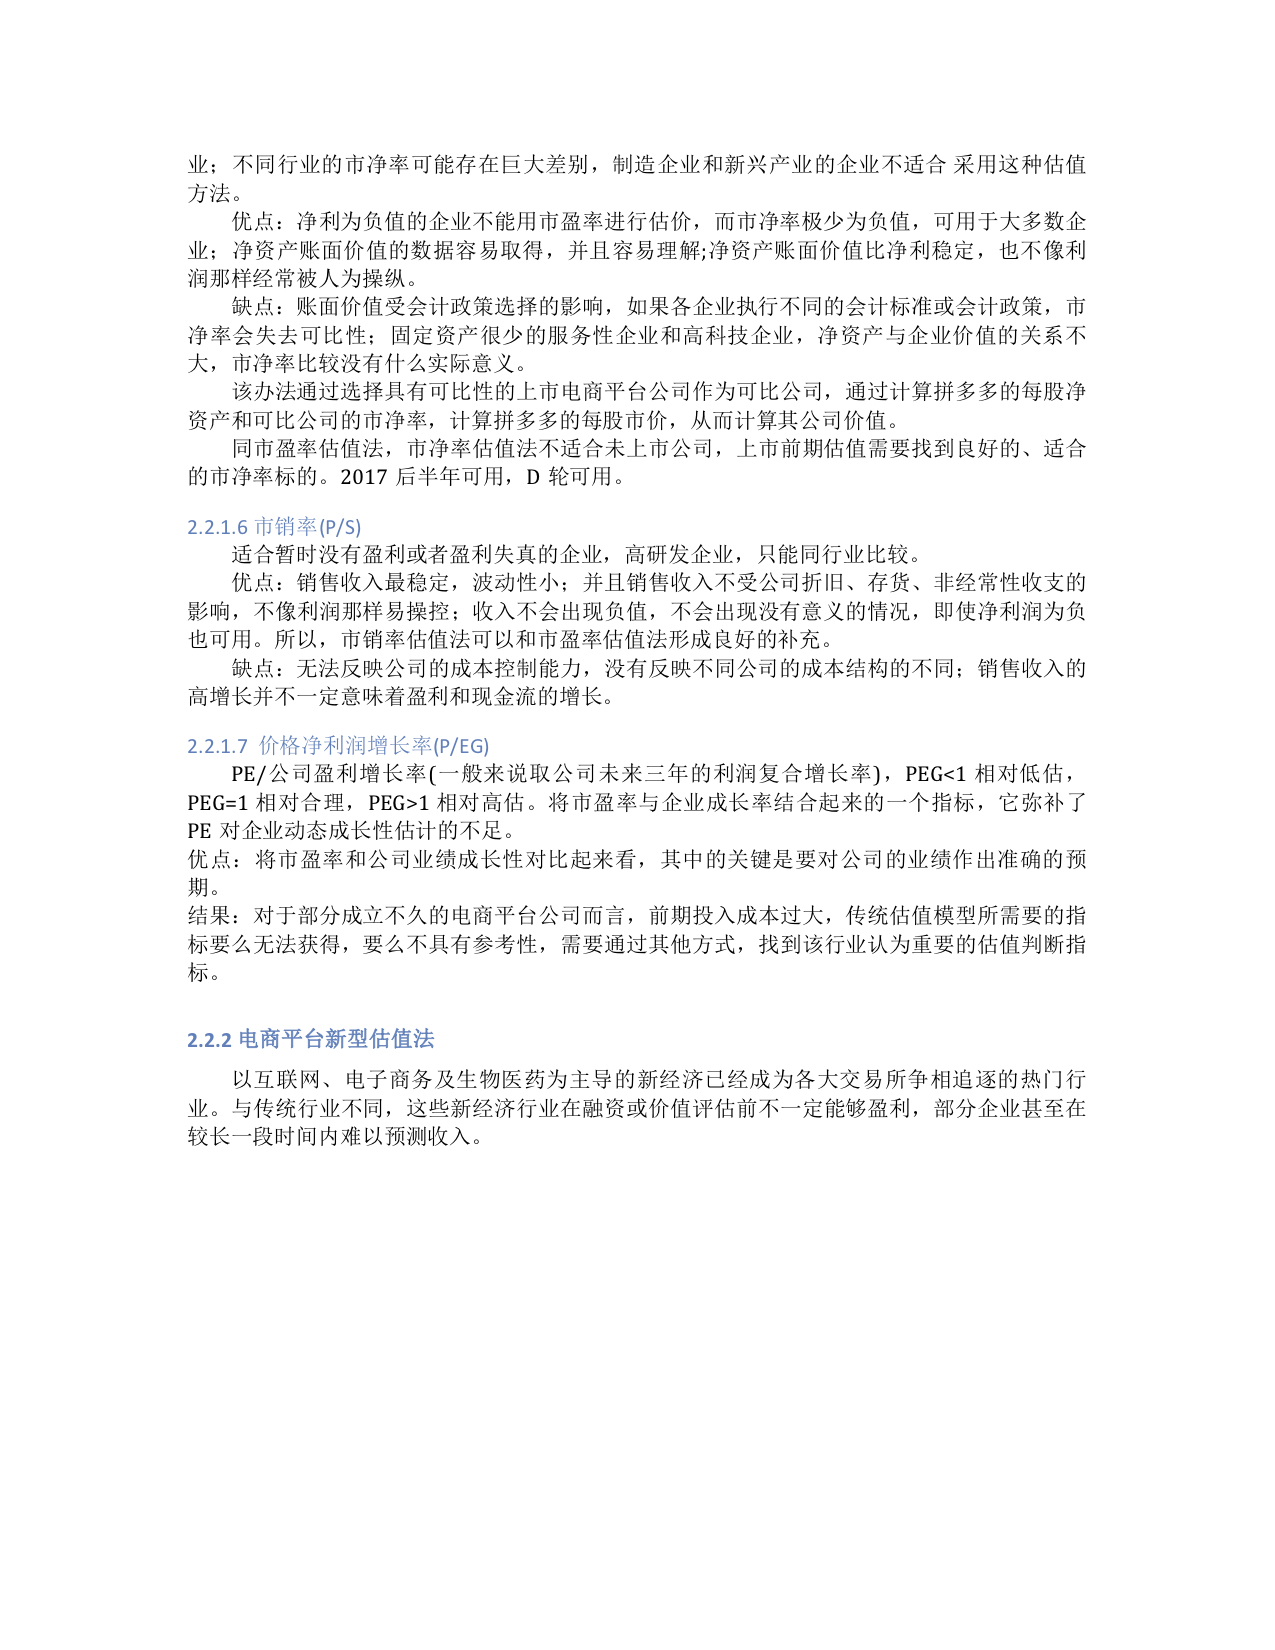 业；不同行业的市净率可能存在巨大差别，制造企业和新兴产业的企业不适合 采用这种估值
方法。
优点：净利为负值的企业不能用市盈率进行估价，而市净率极少为负值，可用于大多数企
业；净资产账面价值的数据容易取得，并且容易理解;净资产账面价值比净利稳定，也不像利
润那样经常被人为操纵。
缺点：账面价值受会计政策选择的影响，如果各企业执行不同的会计标准或会计政策，市
净率会失去可比性；固定资产很少的服务性企业和高科技企业，净资产与企业价值的关系不
大，市净率比较没有什么实际意义。
该办法通过选择具有可比性的上市电商平台公司作为可比公司，通过计算拼多多的每股净
资产和可比公司的市净率，计算拼多多的每股市价，从而计算其公司价值。
同市盈率估值法，市净率估值法不适合未上市公司，上市前期估值需要找到良好的、适合
的市净率标的。2017 后半年可用，D 轮可用。
2.2.1.6 市销率(P/S)
适合暂时没有盈利或者盈利失真的企业，高研发企业，只能同行业比较。
优点：销售收入最稳定，波动性小；并且销售收入不受公司折旧、存货、非经常性收支的
影响，不像利润那样易操控；收入不会出现负值，不会出现没有意义的情况，即使净利润为负
也可用。所以，市销率估值法可以和市盈率估值法形成良好的补充。
缺点：无法反映公司的成本控制能力，没有反映不同公司的成本结构的不同；销售收入的
高增长并不一定意味着盈利和现金流的增长。
2.2.1.7 价格净利润增长率(P/EG)
PE/公司盈利增长率(一般来说取公司未来三年的利润复合增长率)，PEG<1 相对低估，
PEG=1 相对合理，PEG>1 相对高估。将市盈率与企业成长率结合起来的一个指标，它弥补了
PE 对企业动态成长性估计的不足。
优点：将市盈率和公司业绩成长性对比起来看，其中的关键是要对公司的业绩作出准确的预
期。
结果：对于部分成立不久的电商平台公司而言，前期投入成本过大，传统估值模型所需要的指
标要么无法获得，要么不具有参考性，需要通过其他方式，找到该行业认为重要的估值判断指
标。
2.2.2 电商平台新型估值法
以互联网、电子商务及生物医药为主导的新经济已经成为各大交易所争相追逐的热门行
业。与传统行业不同，这些新经济行业在融资或价值评估前不一定能够盈利，部分企业甚至在
较长一段时间内难以预测收入。